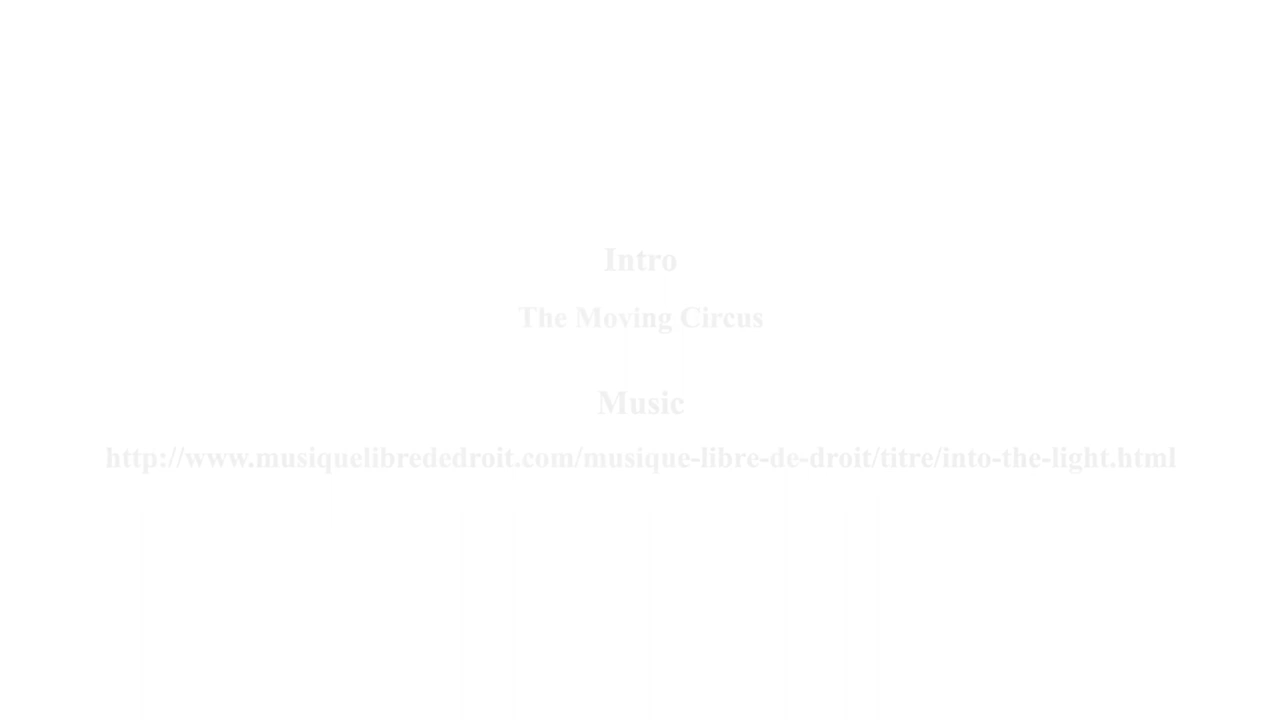 Intro
The Moving Circus
Music
http://www.musiquelibrededroit.com/musique-libre-de-droit/titre/into-the-light.html